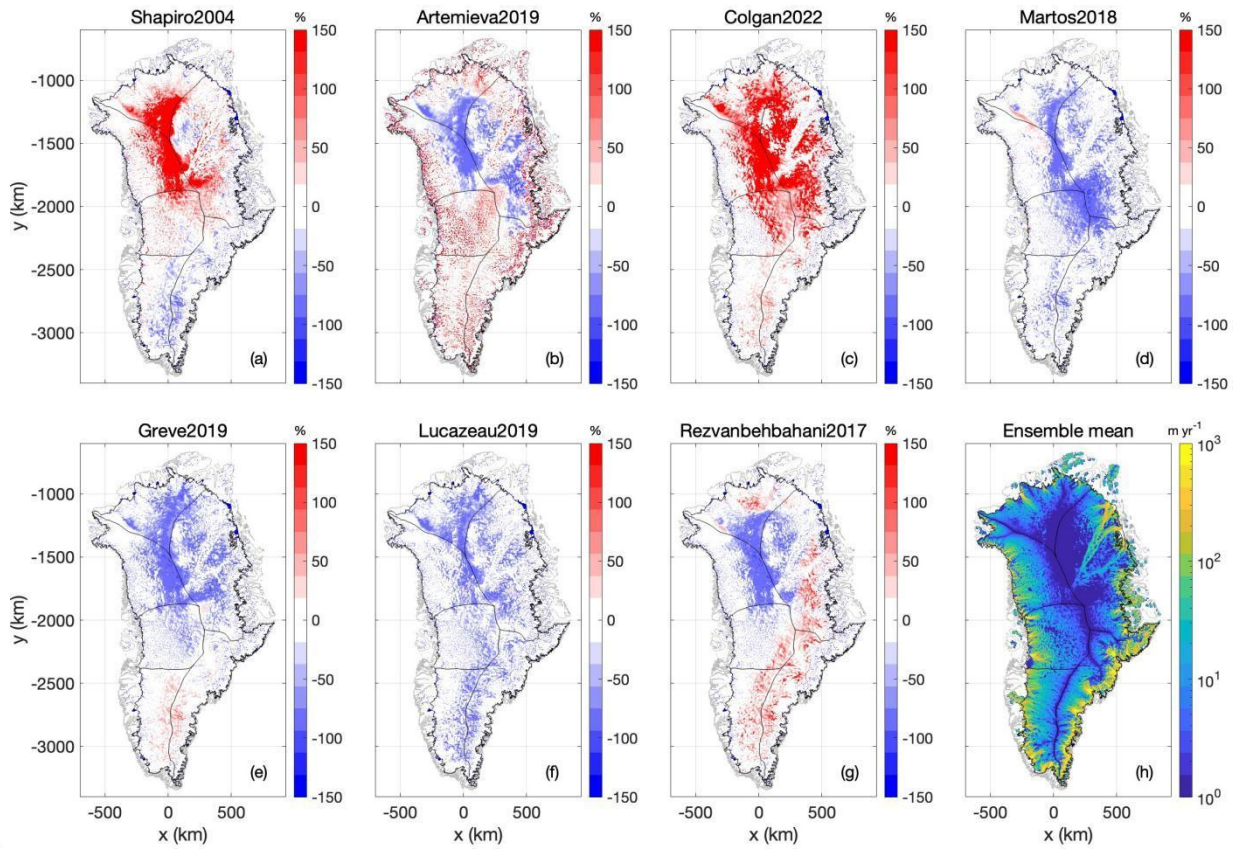 Shapiro2004 % Artemieva2019 % Colgan2022 % Martos2018 %
150 150 150 150
-1000 100 100 100 100
-1500 50 50 50 50
y (km) -2000 0 0 0 0
-2500 -50 -50 -50 -50
-3000 -100 -100 -100 -100
(a) (b) (c) (d)
-150 -150 -150 -150
Greve2019 % Lucazeau2019 % Rezvanbehbahani2017 % Ensemble mean m yr⁻¹
150 150 150 10³
-1000 100 100 100
-1500 50 50 50 10²
y (km) -2000 0 0 0
-2500 -50 -50 -50 10¹
-3000 -100 -100 -100
(e) (f) (g) (h)
-150 -150 -150 10⁰
-500 0 500 -500 0 500 -500 0 500 -500 0 500
x (km) x (km) x (km) x (km)